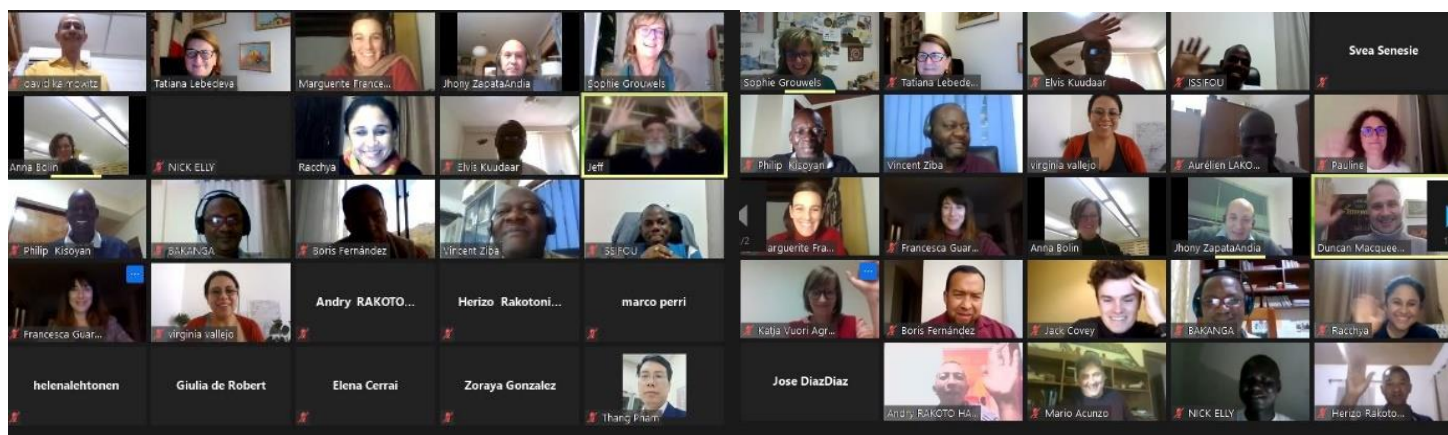 david kaimowitz
Tatiana Lebedeva
Marguerite France...
Jhony ZapataAndia
Sophie Grouwels
Anna Bolin
NICK ELLY
Racchya
Elvis Kuudaar
Jeff
Philip Kisoyan
BAKANGA
Boris Fernández
Vincent Ziba
ISSIFOU
Francesca Guar...
virginia vallejo
Andry RAKOTO...
Herizo Rakotoni...
marco perri
helenalehtonen
Giulia de Robert
Elena Cerrai
Zoraya Gonzalez
Thang Pham
Sophie Grouwels
Tatiana Lebede...
Elvis Kuudaar
ISSIFOU
Svea Senesie
Philip Kisoyan
Vincent Ziba
virginia vallejo
Aurélien LAKO...
Pauline
/2
arguerite Fra...
Francesca Guar...
Anna Bolin
Jhony ZapataAndia
Duncan Macquee...
Katja Vuori Agr...
Boris Fernández
Jack Covey
BAKANGA
Racchya
Jose DiazDiaz
Andry RAKOTO HA...
Mario Acunzo
NICK ELLY
Herizo Rakoto...